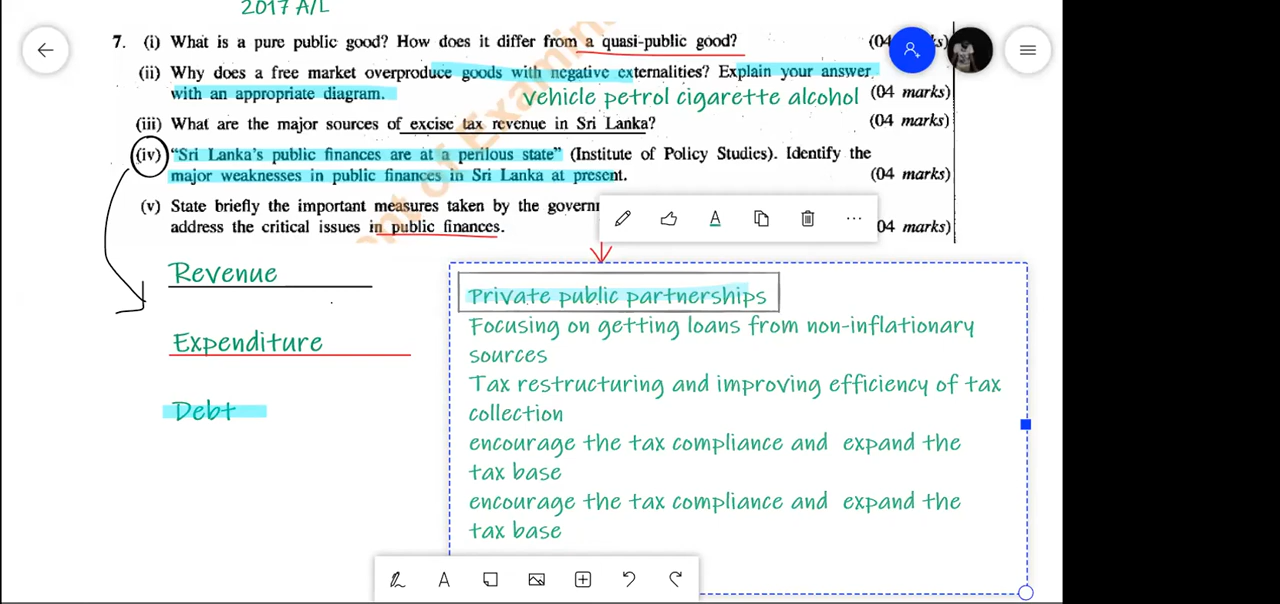 2017 A/L
7. (i) What is a pure public good? How does it differ from a quasi-public good? (04 s)
(ii) Why does a free market overproduce goods with negative externalities? Explain your answer
with an appropriate diagram. (04 marks)
vehicle petrol cigarette alcohol
(iii) What are the major sources of excise tax revenue in Sri Lanka? (04 marks)
(iv) “Sri Lanka’s public finances are at a perilous state” (Institute of Policy Studies). Identify the
major weaknesses in public finances in Sri Lanka at present. (04 marks)
(v) State briefly the important measures taken by the
address the critical issues in public finances. 04 marks)
Revenue
Expenditure
Debt
Private public partnerships
Focusing on getting loans from non-inflationary
sources
Tax restructuring and improving efficiency of tax
collection
encourage the tax compliance and expand the
tax base
encourage the tax compliance and expand the
tax base
A
A